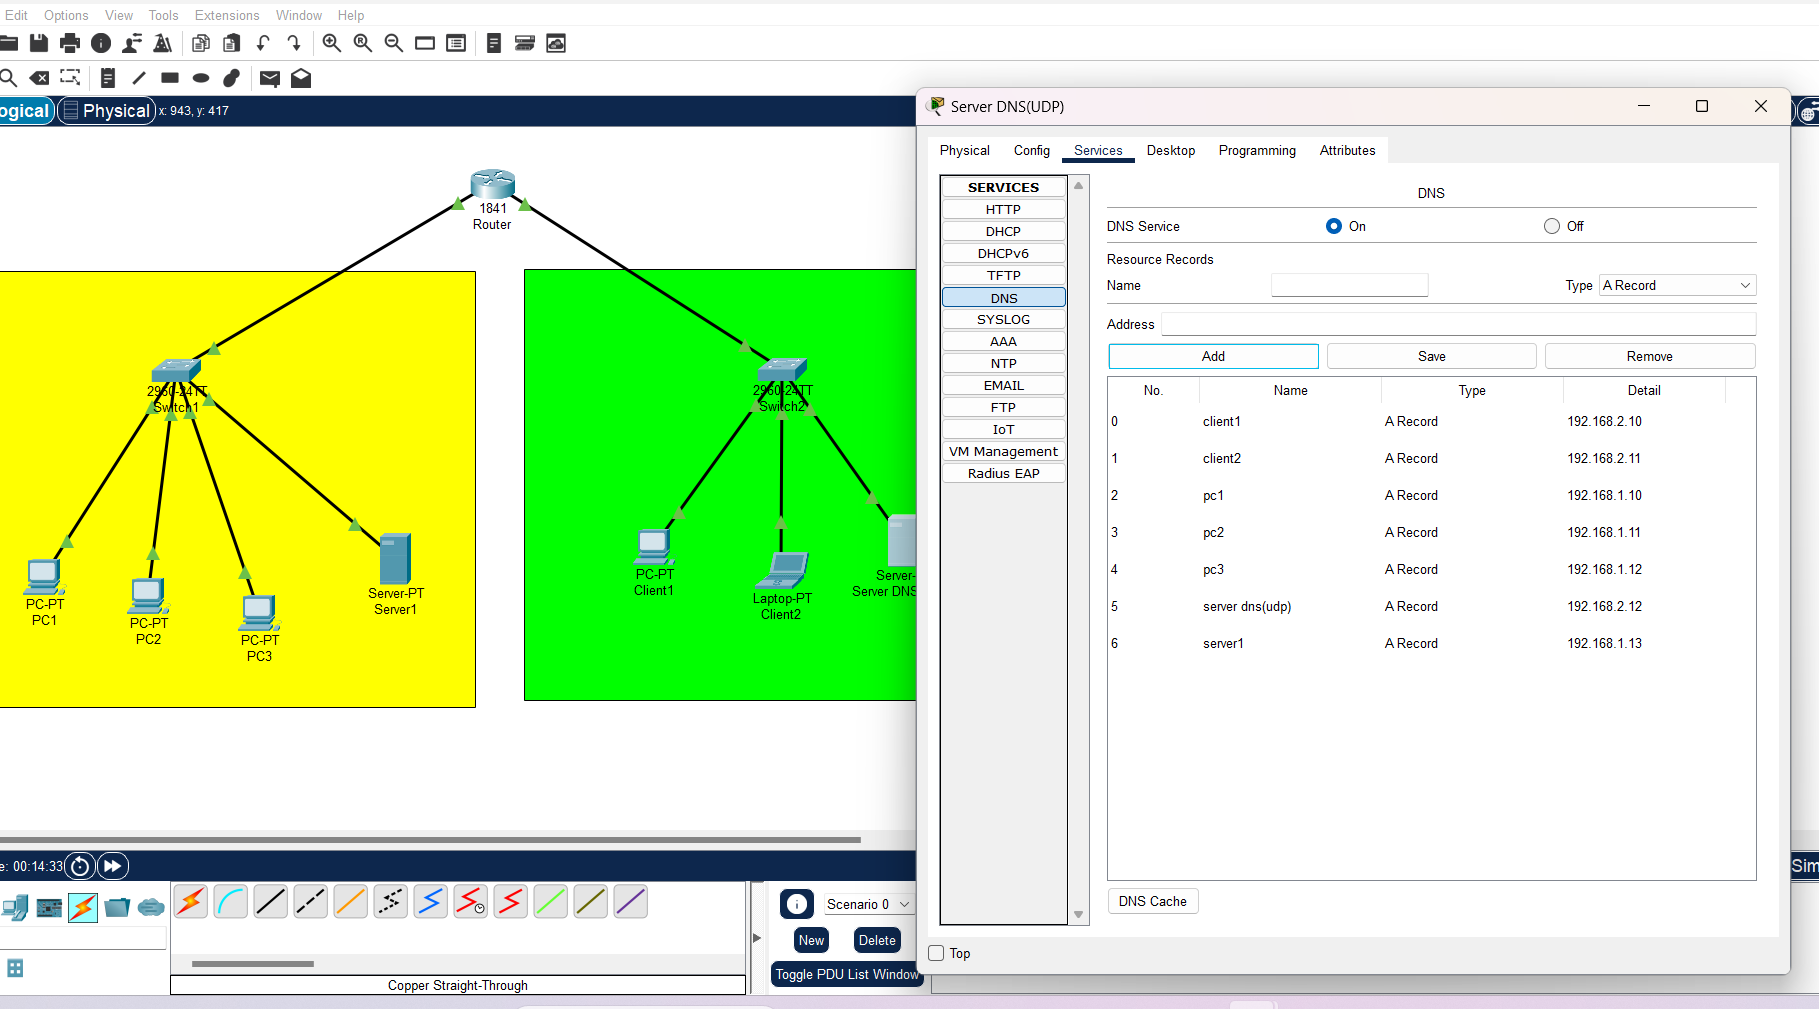 Edit Options View Tools Extensions Window Help
ogical Physical x: 943, y: 417
1841
Router
2960-24TT
Switch1
2960-24TT
Switch2
PC-PT
PC1
PC-PT
PC2
PC-PT
PC3
Server-PT
Server1
PC-PT
Client1
Laptop-PT
Client2
Server-
Server DNS
e: 00:14:33
Scenario 0
New Delete
Toggle PDU List Window
Copper Straight-Through
Server DNS(UDP)
Physical Config Services Desktop Programming Attributes
SERVICES
HTTP
DHCP
DHCPv6
TFTP
DNS
SYSLOG
AAA
NTP
EMAIL
FTP
IoT
VM Management
Radius EAP
DNS
DNS Service On Off
Resource Records
Name Type A Record
Address
Add Save Remove
No. Name Type Detail
0 client1 A Record 192.168.2.10
1 client2 A Record 192.168.2.11
2 pc1 A Record 192.168.1.10
3 pc2 A Record 192.168.1.11
4 pc3 A Record 192.168.1.12
5 server dns(udp) A Record 192.168.2.12
6 server1 A Record 192.168.1.13
DNS Cache
Top
Sim